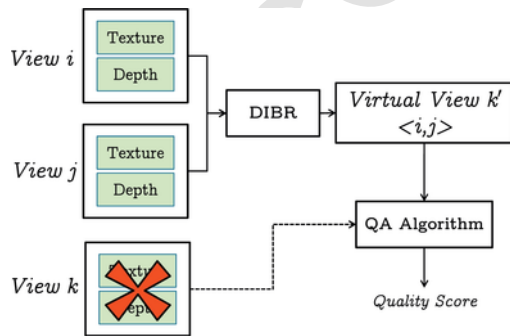 View i
Texture
Depth
DIBR
Virtual View k′
<i,j>
View j
Texture
Depth
QA Algorithm
View k
Quality Score